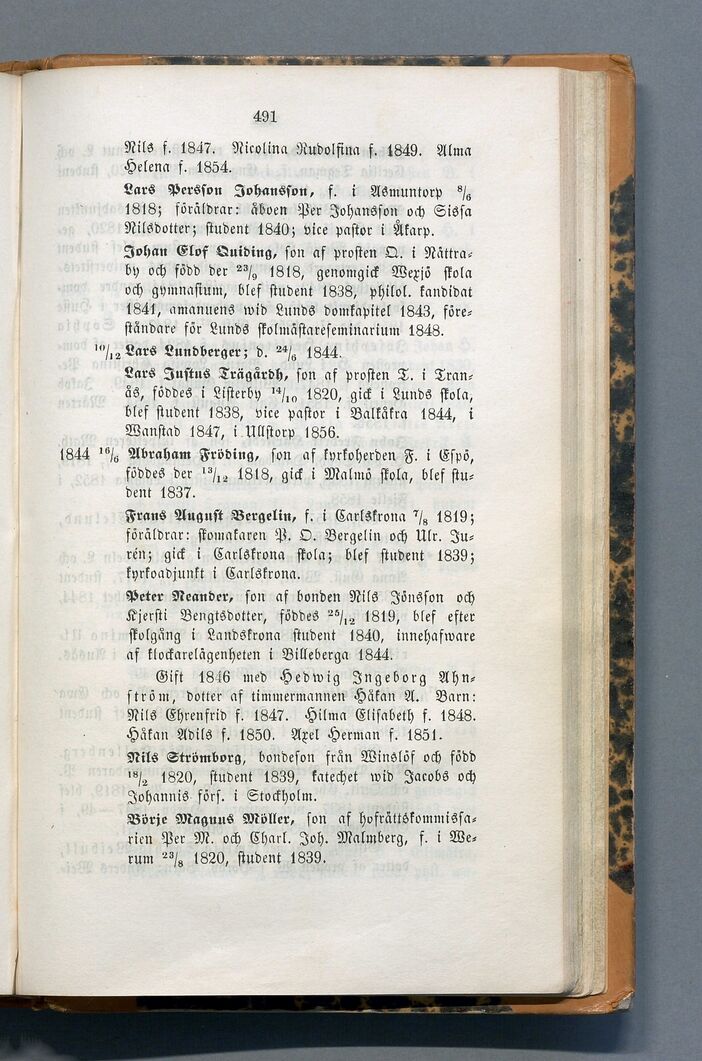 491
Nils f. 1847. Nicolina Rudolfina f. 1849. Alma
Helena f. 1854.
Lars Persson Johansson, f. i Asmuntorp 8/6
1818; föräldrar: åboen Per Johansson och Sissa
Nilsdotter; student 1840; vice pastor i Åkarp.
Johan Elof Quiding, son af prosten Q. i Nättra-
by och född der 23/9 1818, genomgick Wexjö skola
och gymnasium, blef student 1838, philol. kandidat
1841, amanuens wid Lunds domkapitel 1843, före-
ståndare för Lunds skolmästareseminarium 1848.
10/12 Lars Lundberger; d. 24/6 1844.
Lars Justus Trägårdh, son af prosten T. i Tran-
ås, föddes i Listerby 14/10 1820, gick i Lunds skola,
blef student 1838, vice pastor i Balkåkra 1844, i
Wanstad 1847, i Ullstorp 1856.
1844 16/6 Abraham Fröding, son af kyrkoherden F. i Espö,
föddes der 13/12 1818, gick i Malmö skola, blef stu-
dent 1837.
Frans August Bergelin, f. i Carlskrona 7/8 1819;
föräldrar: skomakaren P. O. Bergelin och Ulr. Ju-
rén; gick i Carlskrona skola; blef student 1839;
kyrkoadjunkt i Carlskrona.
Peter Neander, son af bonden Nils Jönsson och
Kjersti Bengtsdotter, föddes 25/12 1819, blef efter
skolgång i Landskrona student 1840, innehafware
af klockarelägenheten i Billeberga 1844.
Gift 1846 med Hedwig Ingeborg Ahn-
ström, dotter af timmermannen Håkan A. Barn:
Nils Ehrenfrid f. 1847. Hilma Elisabeth f. 1848.
Håkan Adils f. 1850. Axel Herman f. 1851.
Nils Strömborg, bondeson från Winslöf och född
18/2 1820, student 1839, katechet wid Jacobs och
Johannis förs. i Stockholm.
Börje Magnus Möller, son af hofrättskommissa-
rien Per M. och Charl. Joh. Malmberg, f. i We-
rum 23/8 1820, student 1839.